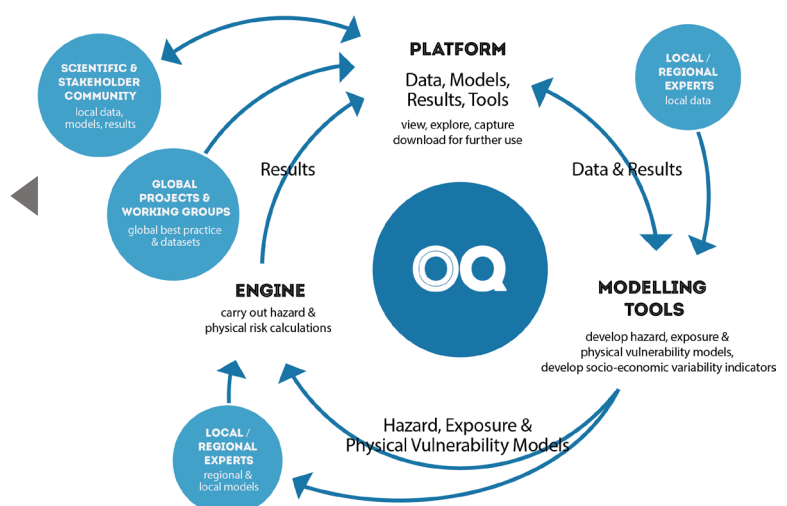 PLATFORM
Data, Models,
Results, Tools
view, explore, capture
download for further use
SCIENTIFIC &
STAKEHOLDER
COMMUNITY
local data,
models, results
LOCAL /
REGIONAL
EXPERTS
local data
GLOBAL
PROJECTS &
WORKING GROUPS
global best practice
& datasets
Results
Data & Results
OQ
ENGINE
carry out hazard &
physical risk calculations
MODELLING
TOOLS
develop hazard, exposure &
physical vulnerability models,
develop socio-economic variability indicators
Hazard, Exposure &
Physical Vulnerability Models
LOCAL /
REGIONAL
EXPERTS
regional &
local models